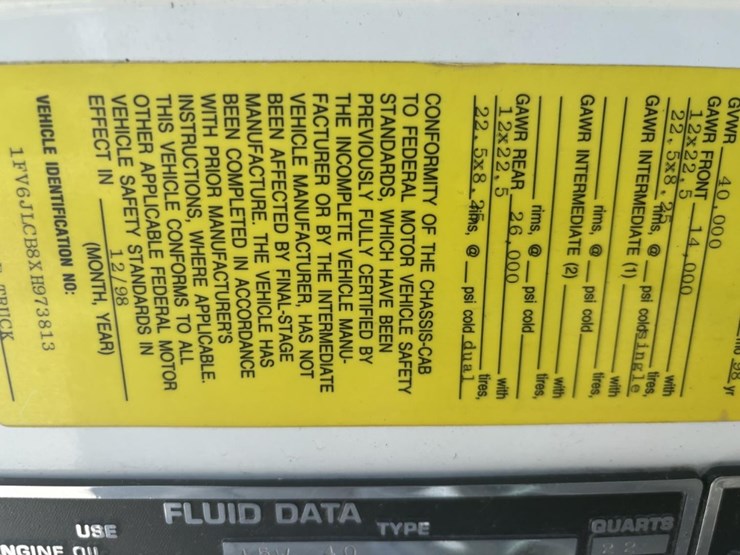 98 yr
GVWR 40,000
GAWR FRONT 14,000 with
12x22.5 tires,
22.5x8.25 rims, @ psi cold single
GAWR INTERMEDIATE (1) with
rims, @ psi cold tires,
GAWR INTERMEDIATE (2) with
rims, @ psi cold tires,
GAWR REAR 26,000 with
12x22.5 tires,
22.5x8.25 rims, @ psi cold dual
CONFORMITY OF THE CHASSIS-CAB
TO FEDERAL MOTOR VEHICLE SAFETY
STANDARDS, WHICH HAVE BEEN
PREVIOUSLY FULLY CERTIFIED BY
THE INCOMPLETE VEHICLE MANU-
FACTURER OR BY THE INTERMEDIATE
VEHICLE MANUFACTURER, HAS NOT
BEEN AFFECTED BY FINAL-STAGE
MANUFACTURE. THE VEHICLE HAS
BEEN COMPLETED IN ACCORDANCE
WITH PRIOR MANUFACTURER'S
INSTRUCTIONS, WHERE APPLICABLE.
THIS VEHICLE CONFORMS TO ALL
OTHER APPLICABLE FEDERAL MOTOR
VEHICLE SAFETY STANDARDS IN
EFFECT IN 12/98
(MONTH, YEAR)
VEHICLE IDENTIFICATION NO:
1FV6JLCB8XH973813
TRUCK
FLUID DATA
USE TYPE QUARTS
ENGINE OIL